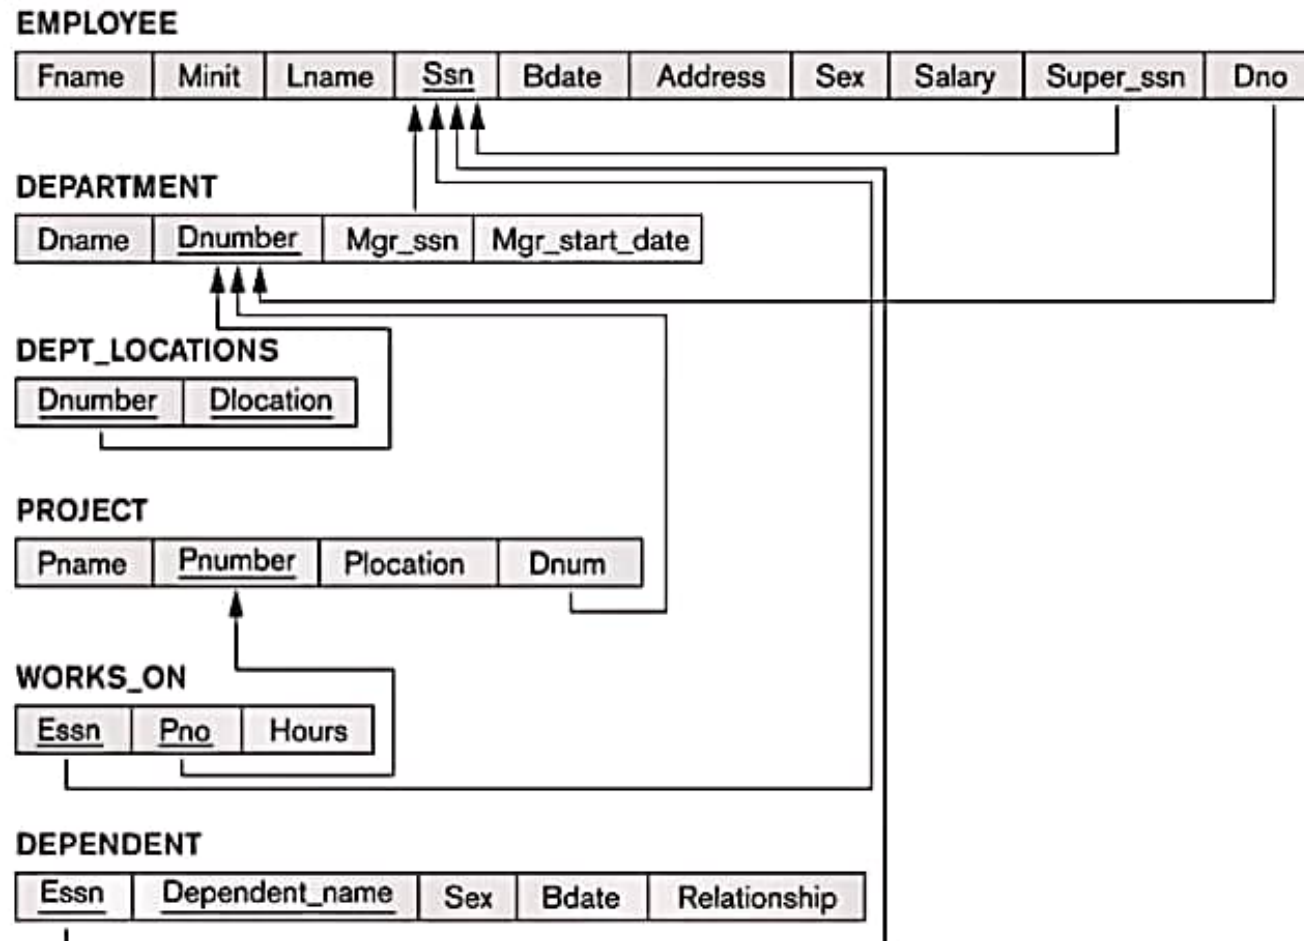 EMPLOYEE
Fname Minit Lname Ssn Bdate Address Sex Salary Super_ssn Dno
DEPARTMENT
Dname Dnumber Mgr_ssn Mgr_start_date
DEPT_LOCATIONS
Dnumber Dlocation
PROJECT
Pname Pnumber Plocation Dnum
WORKS_ON
Essn Pno Hours
DEPENDENT
Essn Dependent_name Sex Bdate Relationship